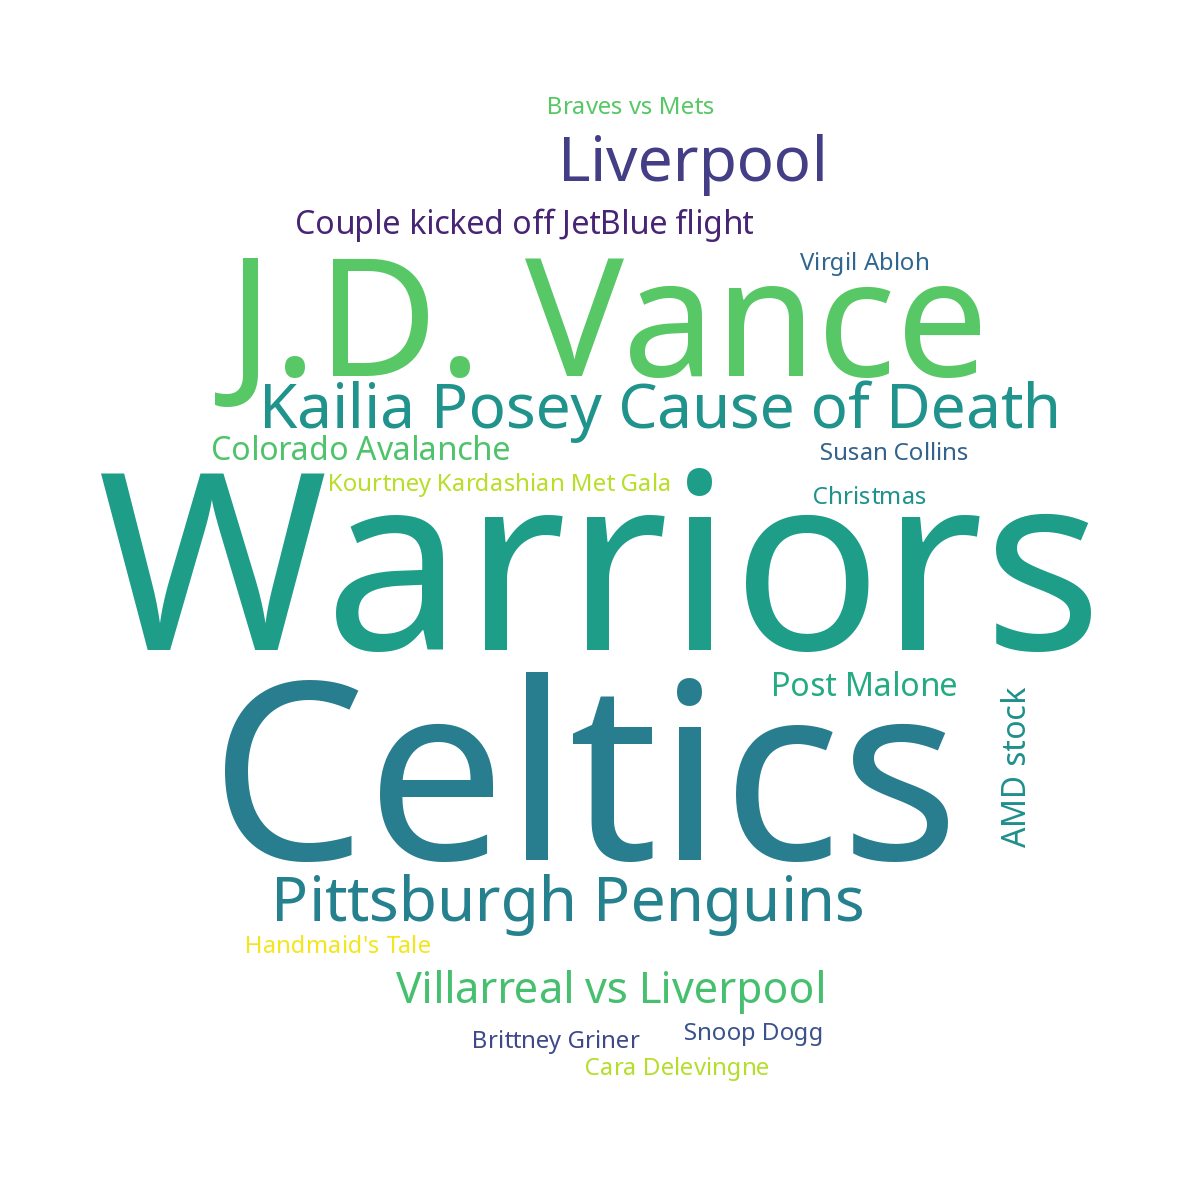 Braves vs Mets
Liverpool
Couple kicked off JetBlue flight
Virgil Abloh
J.D. Vance
Kailia Posey Cause of Death
Colorado Avalanche
Susan Collins
Kourtney Kardashian Met Gala
Christmas
Warriors
Post Malone
AMD stock
Celtics
Pittsburgh Penguins
Handmaid's Tale
Villarreal vs Liverpool
Brittney Griner
Snoop Dogg
Cara Delevingne